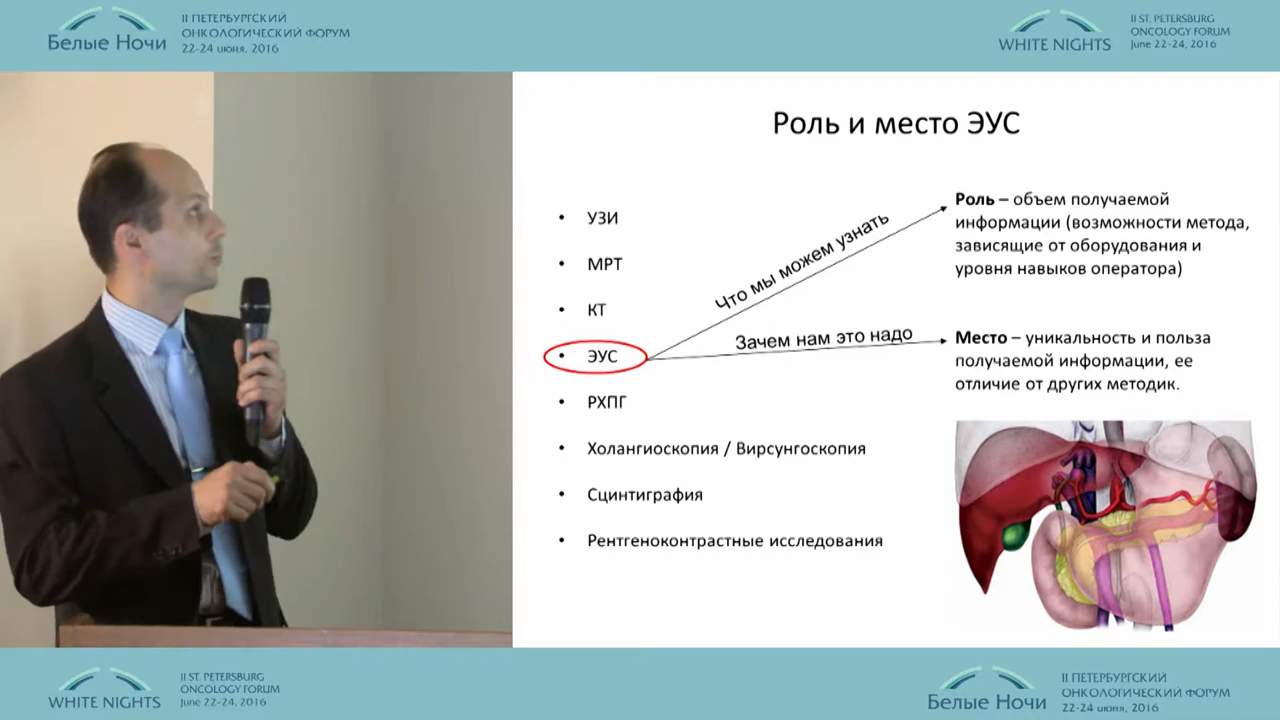 Белые Ночи
II ПЕТЕРБУРГСКИЙ
ОНКОЛОГИЧЕСКИЙ ФОРУМ
22-24 июня, 2016
WHITE NIGHTS
II ST. PETERSBURG
ONCOLOGY FORUM
June 22-24, 2016
Роль и место ЭУС
• УЗИ
• МРТ
• КТ
• ЭУС
• РХПГ
• Холангиоскопия / Вирсунгоскопия
• Сцинтиграфия
• Рентгеноконтрастные исследования
Что мы можем узнать
Зачем нам это надо
Роль – объем получаемой
информации (возможности метода,
зависящие от оборудования и
уровня навыков оператора)
Место – уникальность и польза
получаемой информации, ее
отличие от других методик.
WHITE NIGHTS
II ST. PETERSBURG
ONCOLOGY FORUM
June 22-24, 2016
Белые Ночи
II ПЕТЕРБУРГСКИЙ
ОНКОЛОГИЧЕСКИЙ ФОРУМ
22-24 июня, 2016